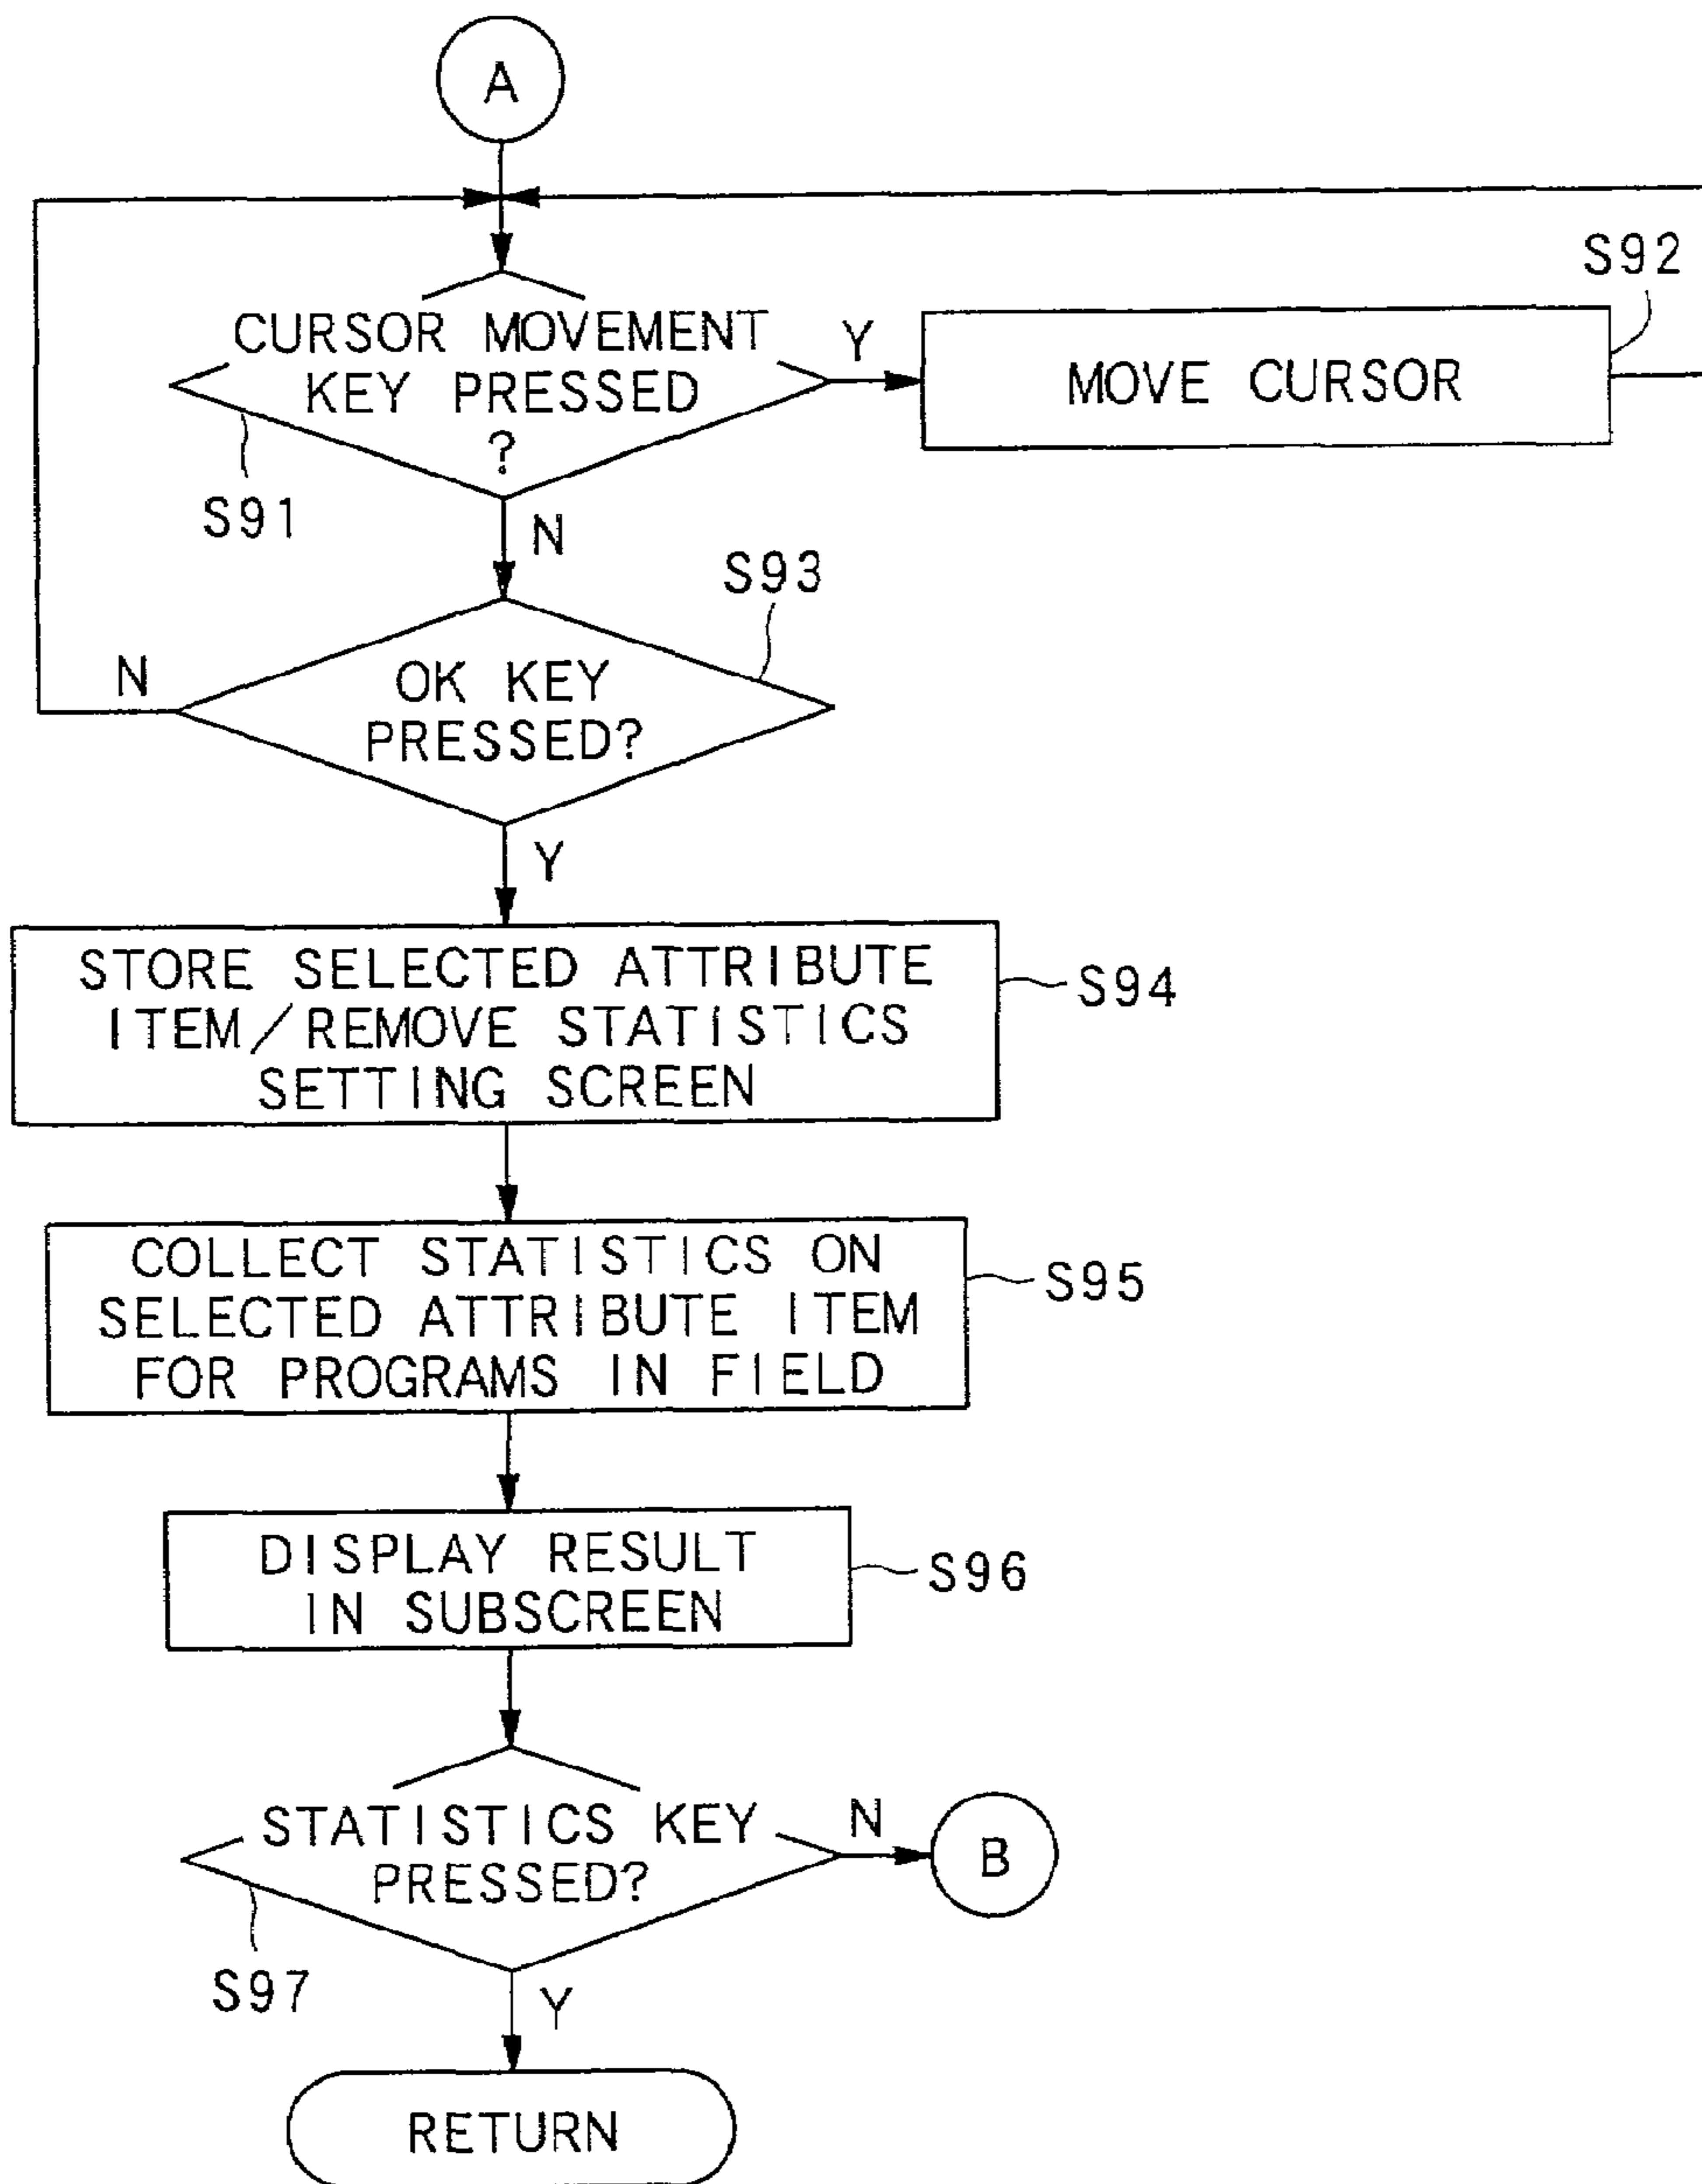 A
S92
CURSOR MOVEMENT
KEY PRESSED
?
Y
MOVE CURSOR
S91
N
S93
N
OK KEY
PRESSED?
Y
STORE SELECTED ATTRIBUTE
ITEM/REMOVE STATISTICS
SETTING SCREEN
S94
COLLECT STATISTICS ON
SELECTED ATTRIBUTE ITEM
FOR PROGRAMS IN FIELD
S95
DISPLAY RESULT
IN SUBSCREEN
S96
STATISTICS KEY
PRESSED?
N
B
S97
Y
RETURN